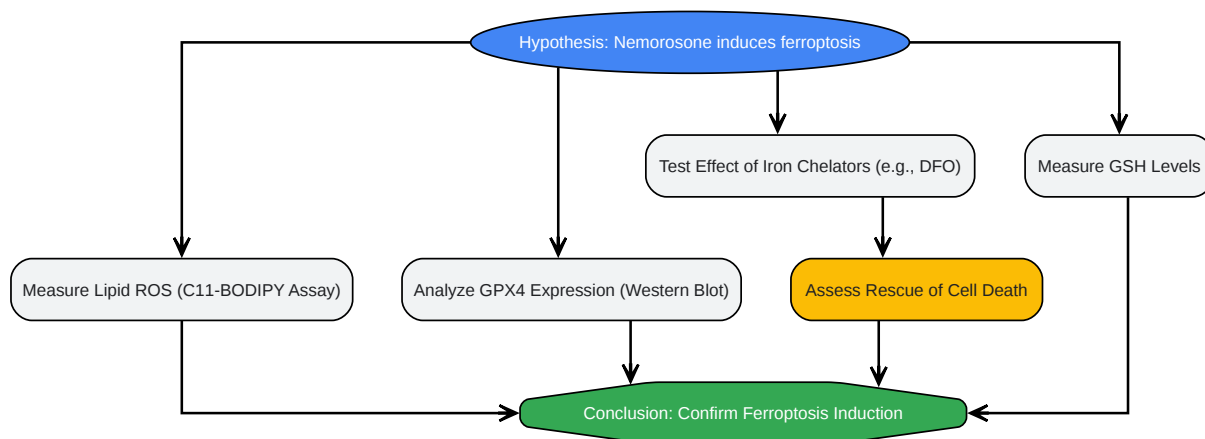 Hypothesis: Nemorosone induces ferroptosis
Test Effect of Iron Chelators (e.g., DFO)
Measure GSH Levels
Measure Lipid ROS (C11-BODIPY Assay)
Analyze GPX4 Expression (Western Blot)
Assess Rescue of Cell Death
Conclusion: Confirm Ferroptosis Induction